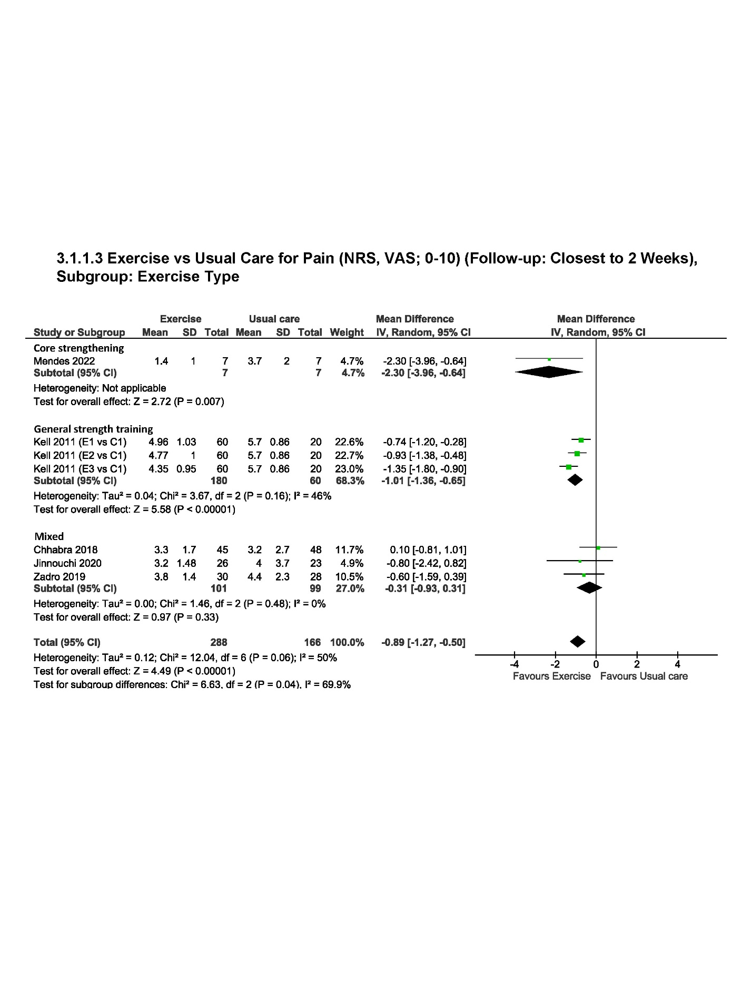 3.1.1.3 Exercise vs Usual Care for Pain (NRS, VAS; 0-10) (Follow-up: Closest to 2 Weeks),
Subgroup: Exercise Type
Exercise Usual care Mean Difference Mean Difference
Study or Subgroup Mean SD Total Mean SD Total Weight IV, Random, 95% CI IV, Random, 95% CI
Core strengthening
Mendes 2022 1.4 1 7 3.7 2 7 4.7% -2.30 [-3.96, -0.64]
Subtotal (95% CI) 7 7 4.7% -2.30 [-3.96, -0.64]
Heterogeneity: Not applicable
Test for overall effect: Z = 2.72 (P = 0.007)
General strength training
Kell 2011 (E1 vs C1) 4.96 1.03 60 5.7 0.86 20 22.6% -0.74 [-1.20, -0.28]
Kell 2011 (E2 vs C1) 4.77 1 60 5.7 0.86 20 22.7% -0.93 [-1.38, -0.48]
Kell 2011 (E3 vs C1) 4.35 0.95 60 5.7 0.86 20 23.0% -1.35 [-1.80, -0.90]
Subtotal (95% CI) 180 60 68.3% -1.01 [-1.36, -0.65]
Heterogeneity: Tau² = 0.04; Chi² = 3.67, df = 2 (P = 0.16); I² = 46%
Test for overall effect: Z = 5.58 (P < 0.00001)
Mixed
Chhabra 2018 3.3 1.7 45 3.2 2.7 48 11.7% 0.10 [-0.81, 1.01]
Jinnouchi 2020 3.2 1.48 26 4 3.7 23 4.9% -0.80 [-2.42, 0.82]
Zadro 2019 3.8 1.4 30 4.4 2.3 28 10.5% -0.60 [-1.59, 0.39]
Subtotal (95% CI) 101 99 27.0% -0.31 [-0.93, 0.31]
Heterogeneity: Tau² = 0.00; Chi² = 1.46, df = 2 (P = 0.48); I² = 0%
Test for overall effect: Z = 0.97 (P = 0.33)
Total (95% CI) 288 166 100.0% -0.89 [-1.27, -0.50]
Heterogeneity: Tau² = 0.12; Chi² = 12.04, df = 6 (P = 0.06); I² = 50%
-4 -2 0 2 4
Test for overall effect: Z = 4.49 (P < 0.00001)
Favours Exercise Favours Usual care
Test for subgroup differences: Chi² = 6.63, df = 2 (P = 0.04), I² = 69.9%